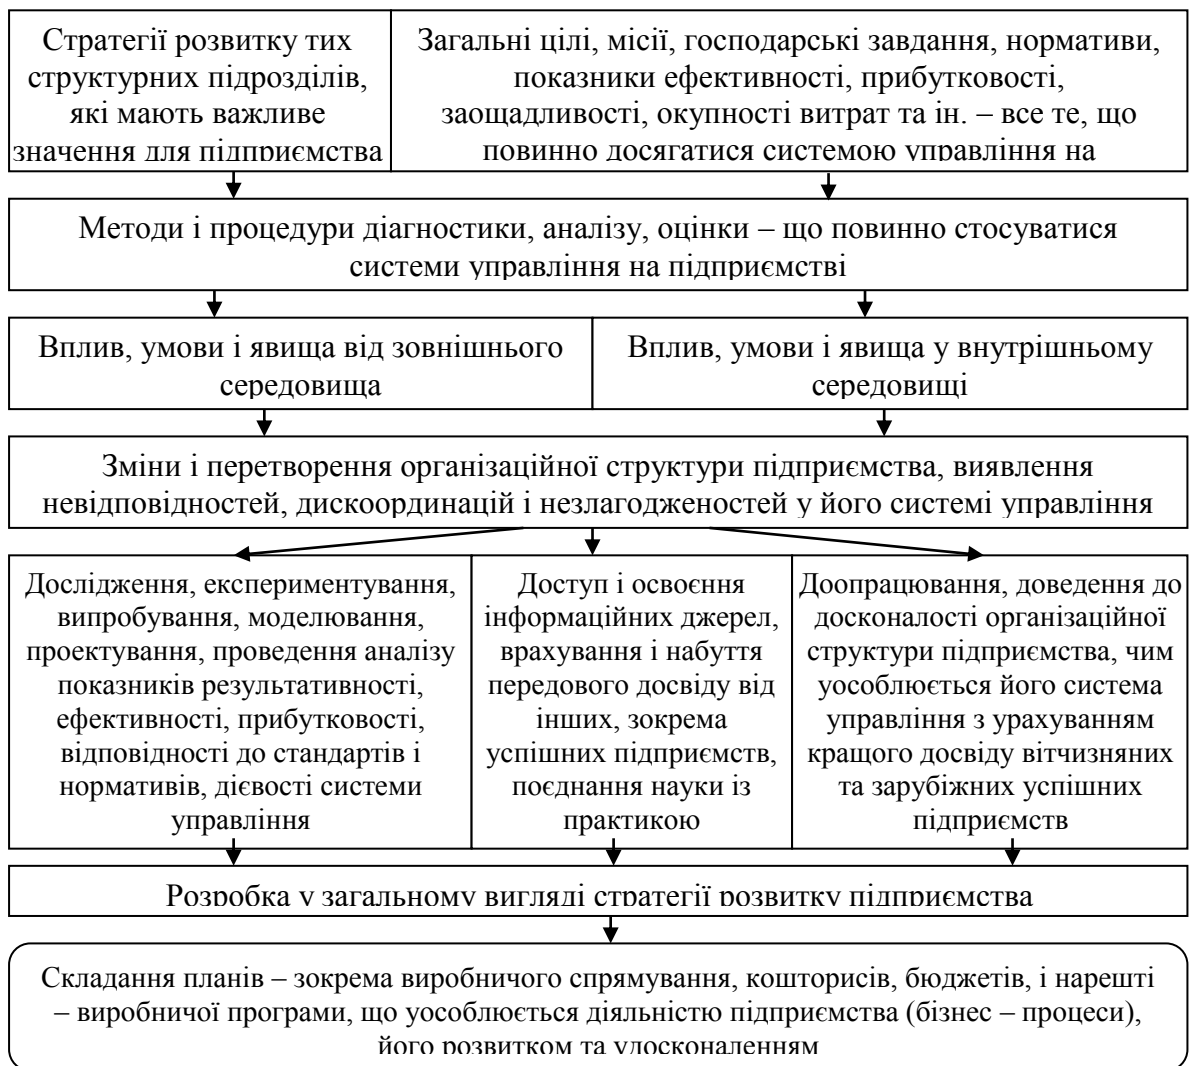 Стратегії розвитку тих
структурних підрозділів,
які мають важливе
значення для підприємства
Загальні цілі, місії, господарські завдання, нормативи,
показники ефективності, прибутковості,
заощадливості, окупності витрат та ін. – все те, що
повинно досягатися системою управління на
Методи і процедури діагностики, аналізу, оцінки – що повинно стосуватися
системи управління на підприємстві
Вплив, умови і явища від зовнішнього
середовища
Вплив, умови і явища у внутрішньому
середовищі
Зміни і перетворення організаційної структури підприємства, виявлення
невідповідностей, дискоординацій і незлагодженостей у його системі управління
Дослідження, експериментування,
випробування, моделювання,
проектування, проведення аналізу
показників результативності,
ефективності, прибутковості,
відповідності до стандартів і
нормативів, дієвості системи
управління
Доступ і освоєння
інформаційних джерел,
врахування і набуття
передового досвіду від
інших, зокрема
успішних підприємств,
поєднання науки із
практикою
Доопрацювання, доведення до
досконалості організаційної
структури підприємства, чим
уособлюється його система
управління з урахуванням
кращого досвіду вітчизняних
та зарубіжних успішних
підприємств
Розробка у загальному вигляді стратегії розвитку підприємства
Складання планів – зокрема виробничого спрямування, кошторисів, бюджетів, і нарешті
– виробничої програми, що уособлюється діяльністю підприємства (бізнес – процеси),
його розвитком та удосконаленням